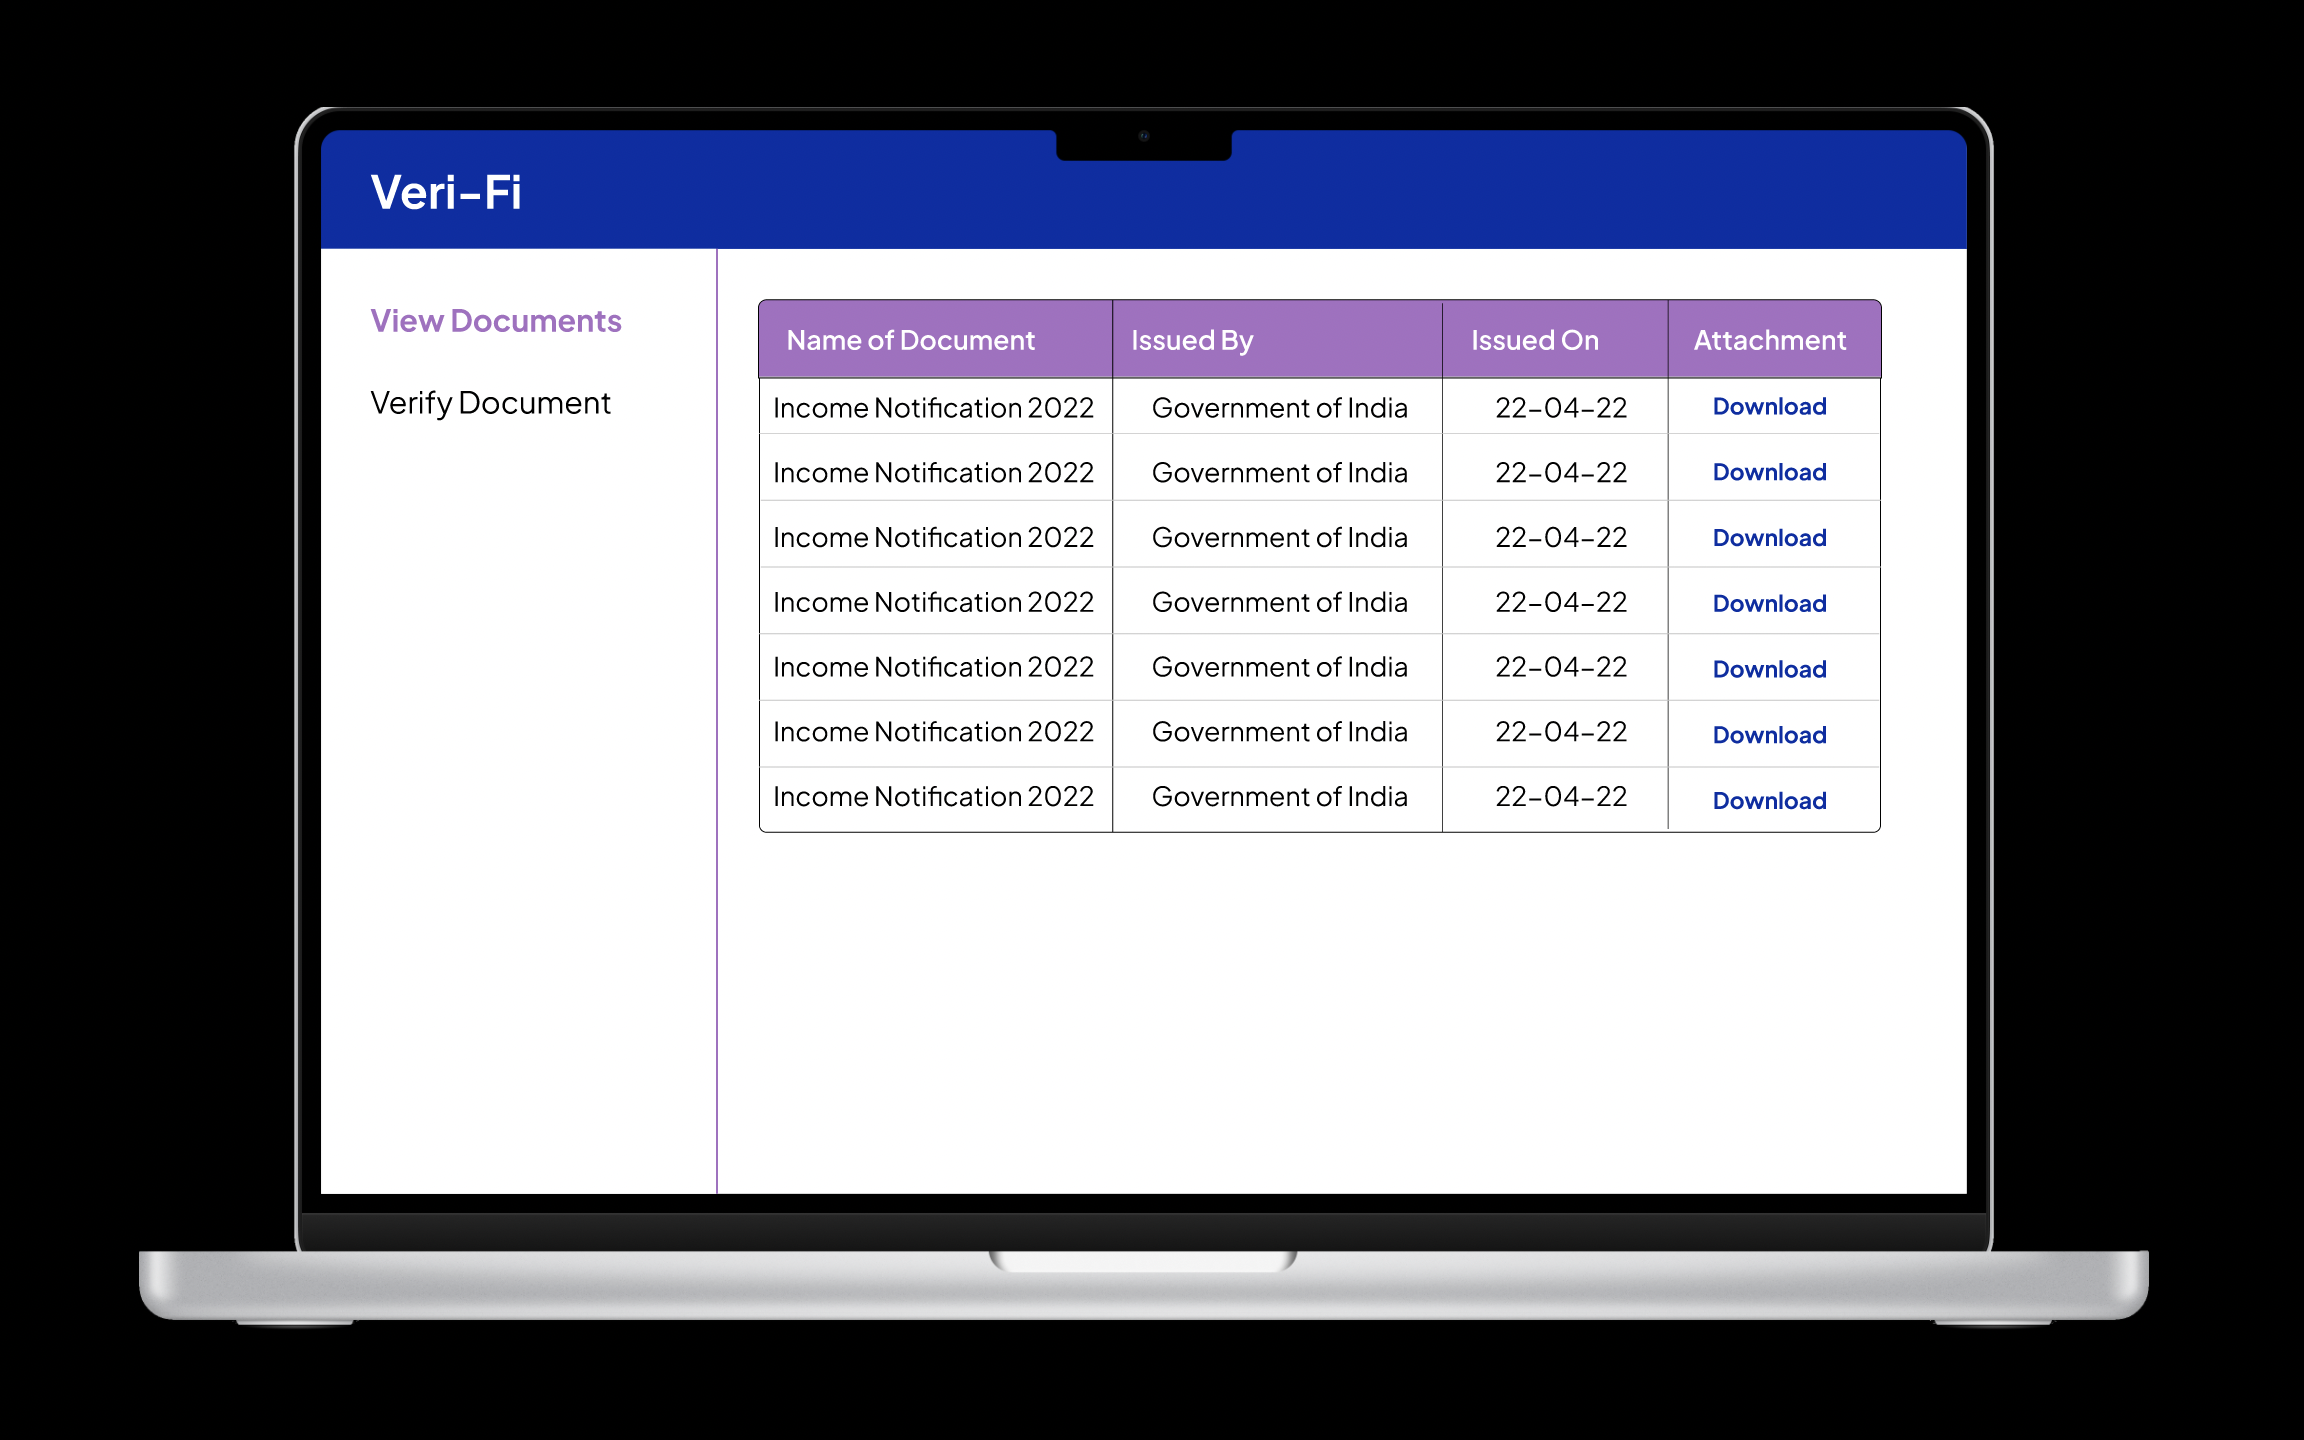 Veri-Fi
View Documents
Verify Document
Name of Document Issued By Issued On Attachment
Income Notification 2022 Government of India 22-04-22 Download
Income Notification 2022 Government of India 22-04-22 Download
Income Notification 2022 Government of India 22-04-22 Download
Income Notification 2022 Government of India 22-04-22 Download
Income Notification 2022 Government of India 22-04-22 Download
Income Notification 2022 Government of India 22-04-22 Download
Income Notification 2022 Government of India 22-04-22 Download